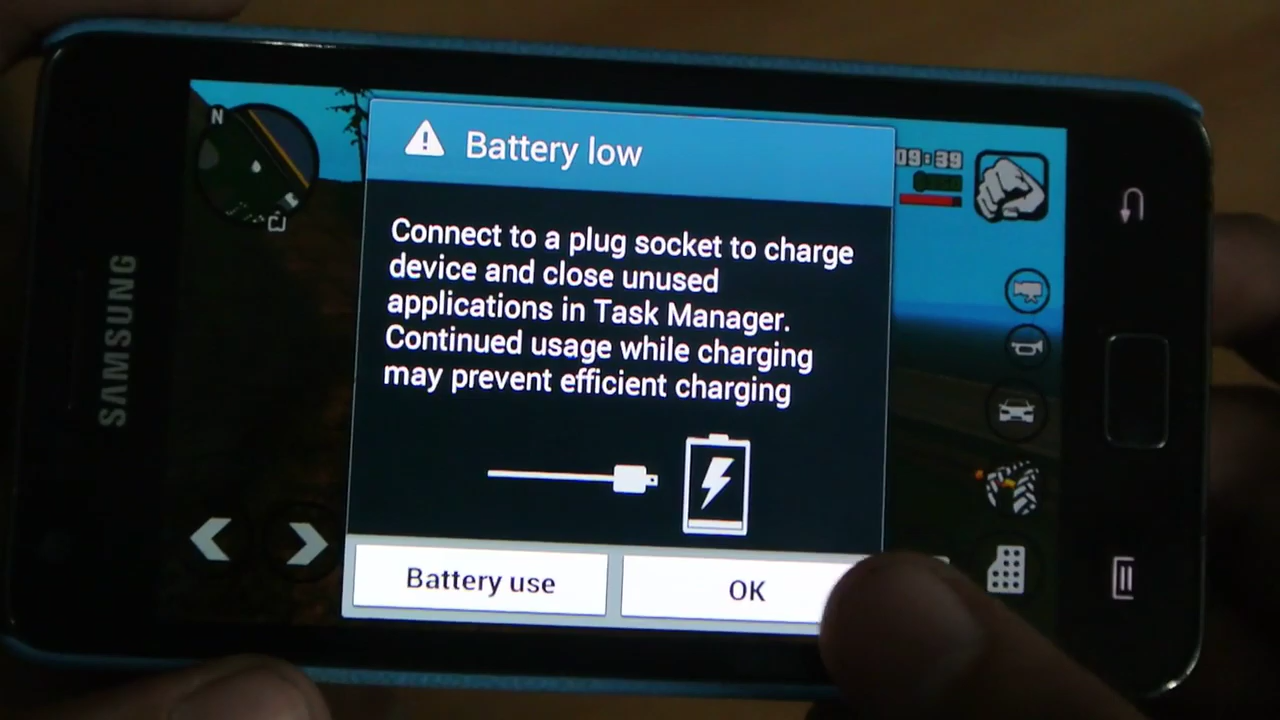 SAMSUNG
N
Battery low
09:39
Connect to a plug socket to charge
device and close unused
applications in Task Manager.
Continued usage while charging
may prevent efficient charging
Battery use
OK